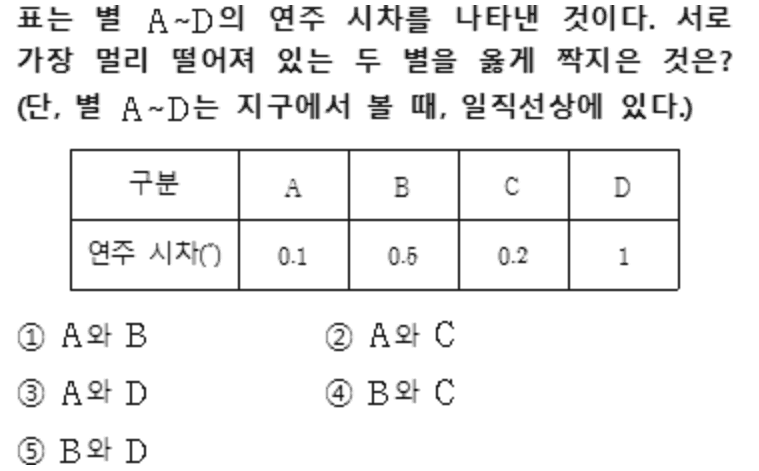 표는 별 A~D의 연주 시차를 나타낸 것이다. 서로
가장 멀리 떨어져 있는 두 별을 옳게 짝지은 것은?
(단, 별 A~D는 지구에서 볼 때, 일직선상에 있다.)
구분 A B C D
연주 시차(″) 0.1 0.5 0.2 1
① A와 B ② A와 C
③ A와 D ④ B와 C
⑤ B와 D